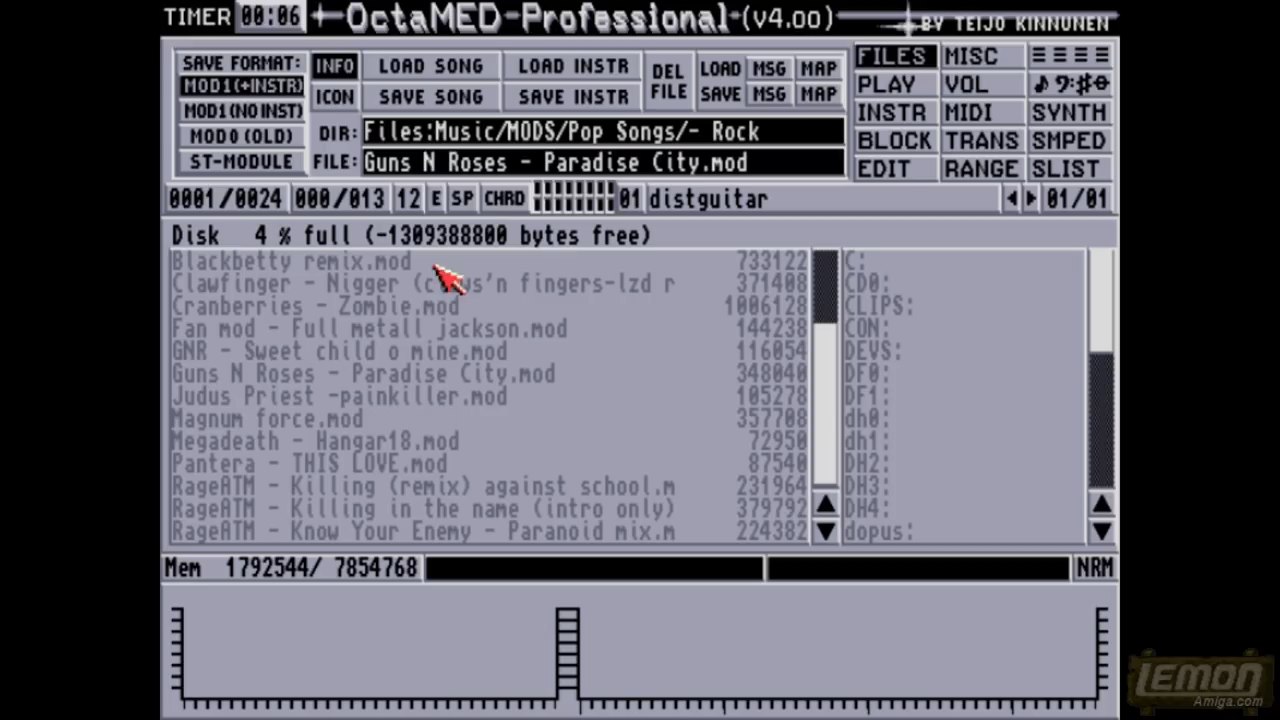 TIMER 00:06 OctaMED-Professional (v4.00) BY TEIJO KINNUNEN
SAVE FORMAT: INFO LOAD SONG LOAD INSTR DEL FILE LOAD MSG MAP FILES MISC
MOD1(+INSTR) ICON SAVE SONG SAVE INSTR SAVE MSG MAP PLAY VOL
MOD1(NO INST) DIR: Files:Music/MODS/Pop Songs/- Rock INSTR MIDI SYNTH
MOD0 (OLD) BLOCK TRANS SMPED
ST-MODULE FILE: Guns N Roses - Paradise City.mod EDIT RANGE SLIST
0001/0024 000/013 12 E SP CHRD 01 distguitar 01/01
Disk 4 % full (-1309388800 bytes free)
Blackbetty remix.mod 733122 C:
Clawfinger - Nigger ('n fingers-lzd r 371408 CD0:
Cranberries - Zombie.mod 1006128 CLIPS:
Fan mod - Full metall jackson.mod 144238 CON:
GNR - Sweet child o mine.mod 116054 DEVS:
Guns N Roses - Paradise City.mod 348040 DF0:
Judus Priest -painkiller.mod 105278 DF1:
Magnum force.mod 357708 dh0:
Megadeath - Hangar18.mod 72950 dh1:
Pantera - THIS LOVE.mod 87540 DH2:
RageATM - Killing (remix) against school.m 231964 DH3:
RageATM - Killing in the name (intro only) 379792 DH4:
RageATM - Know Your Enemy - Paranoid mix.m 224382 dopus:
Mem 1792544/ 7854768 NRM
LEMON
Amiga.com